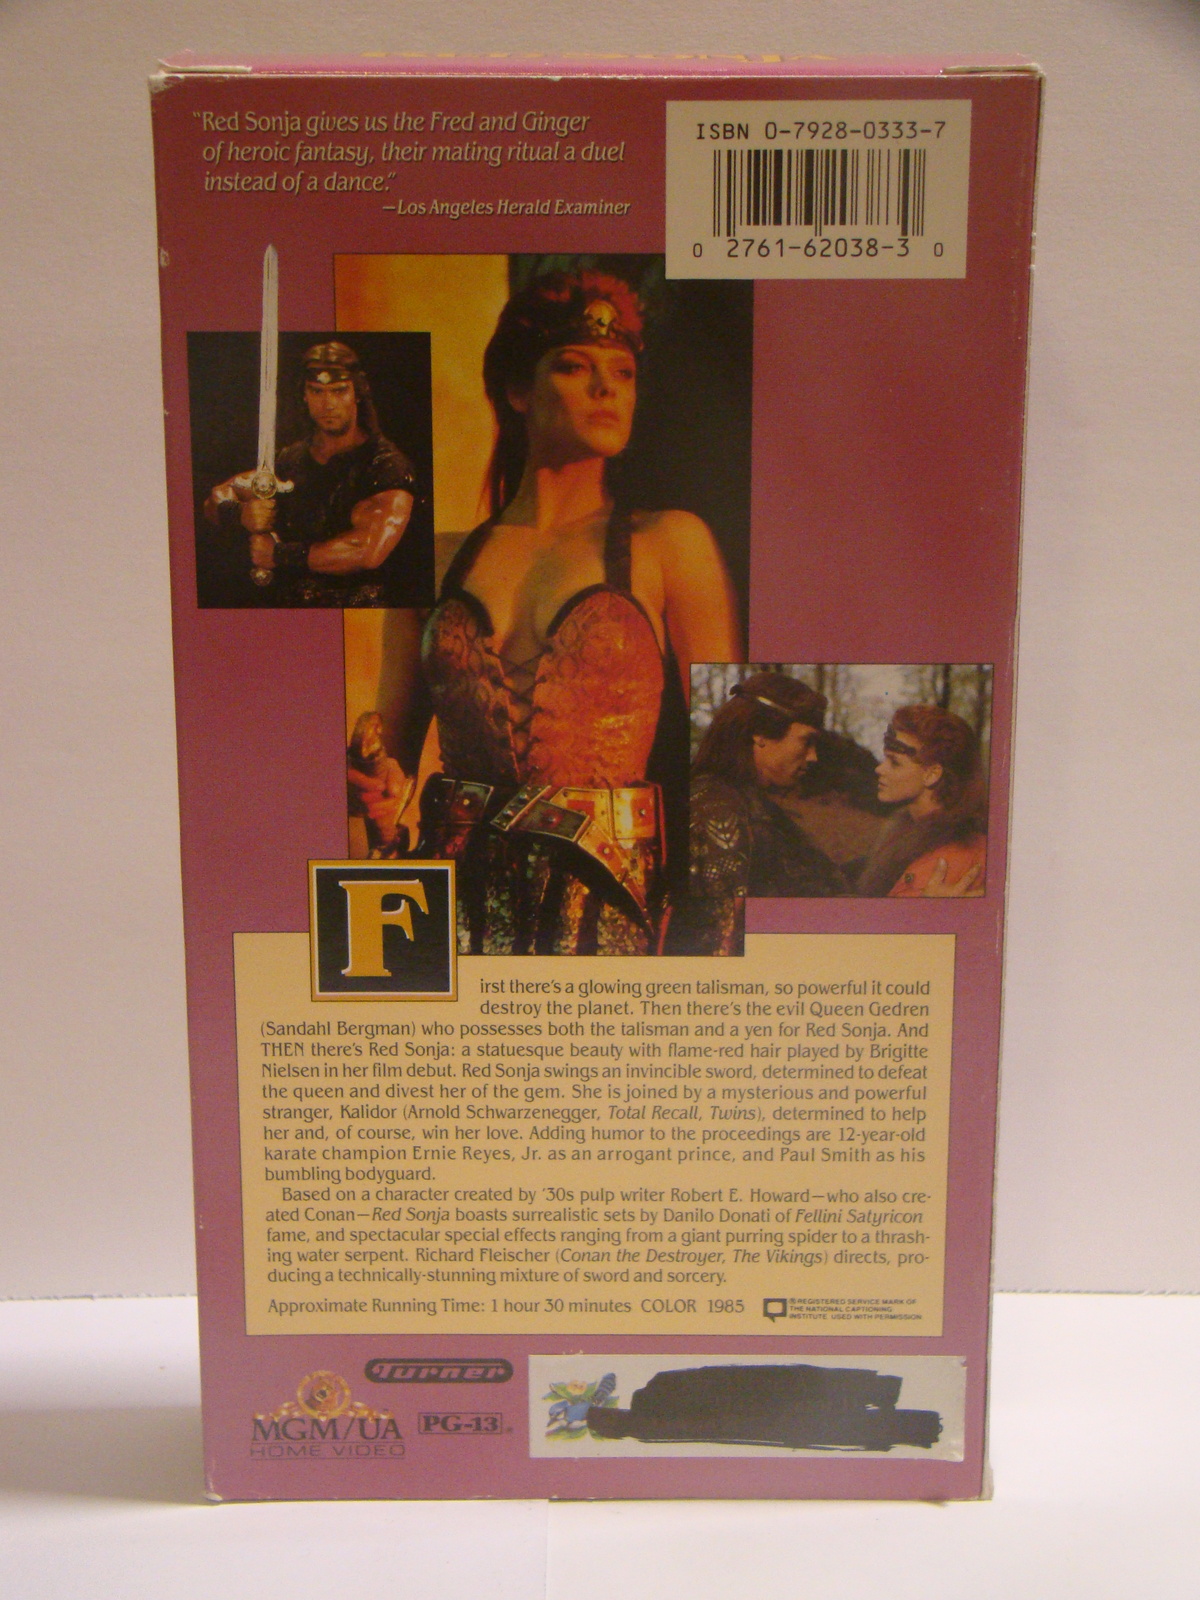 "Red Sonja gives us the Fred and Ginger
of heroic fantasy, their mating ritual a duel
instead of a dance."
—Los Angeles Herald Examiner
ISBN 0-7928-0333-7
0 2761-62038-3 0
First there's a glowing green talisman, so powerful it could
destroy the planet. Then there's the evil Queen Gedren
(Sandahl Bergman) who possesses both the talisman and a yen for Red Sonja. And
THEN there's Red Sonja: a statuesque beauty with flame-red hair played by Brigitte
Nielsen in her film debut. Red Sonja swings an invincible sword, determined to defeat
the queen and divest her of the gem. She is joined by a mysterious and powerful
stranger, Kalidor (Arnold Schwarzenegger, Total Recall, Twins), determined to help
her and, of course, win her love. Adding humor to the proceedings are 12-year-old
karate champion Ernie Reyes, Jr. as an arrogant prince, and Paul Smith as his
bumbling bodyguard.
Based on a character created by '30s pulp writer Robert E. Howard—who also cre-
ated Conan—Red Sonja boasts surrealistic sets by Danilo Donati of Fellini Satyricon
fame, and spectacular special effects ranging from a giant purring spider to a thrash-
ing water serpent. Richard Fleischer (Conan the Destroyer, The Vikings) directs, pro-
ducing a technically-stunning mixture of sword and sorcery.
Approximate Running Time: 1 hour 30 minutes COLOR 1985
® REGISTERED SERVICE MARK OF
THE NATIONAL CAPTIONING
INSTITUTE. USED WITH PERMISSION.
Turner
MGM/UA
HOME VIDEO
PG-13®